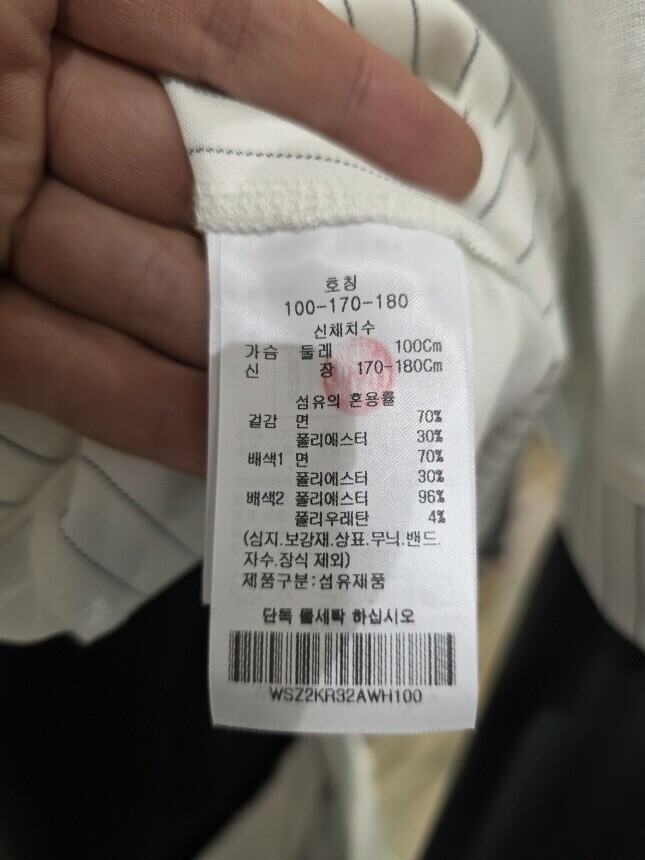 호칭
100-170-180
신체치수
가슴 둘레 100Cm
신 장 170-180Cm
섬유의 혼용률
겉감 면 70%
폴리에스터 30%
배색1 면 70%
폴리에스터 30%
배색2 폴리에스터 96%
폴리우레탄 4%
(심지.보강재.상표.무늬.밴드.
자수.장식 제외)
제품구분:섬유제품
단독 물세탁 하십시오
WSZ2KR32AWH100